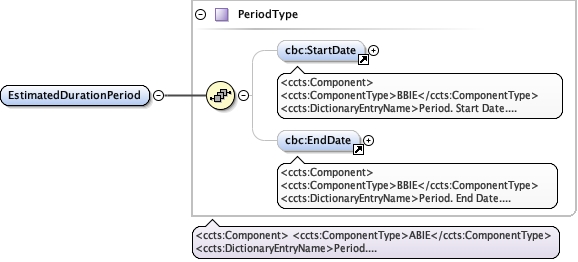 PeriodType
cbc:StartDate
<ccts:Component>
<ccts:ComponentType>BBIE</ccts:ComponentType>
<ccts:DictionaryEntryName>Period. Start Date....
EstimatedDurationPeriod
cbc:EndDate
<ccts:Component>
<ccts:ComponentType>BBIE</ccts:ComponentType>
<ccts:DictionaryEntryName>Period. End Date....
<ccts:Component> <ccts:ComponentType>ABIE</ccts:ComponentType>
<ccts:DictionaryEntryName>Period....